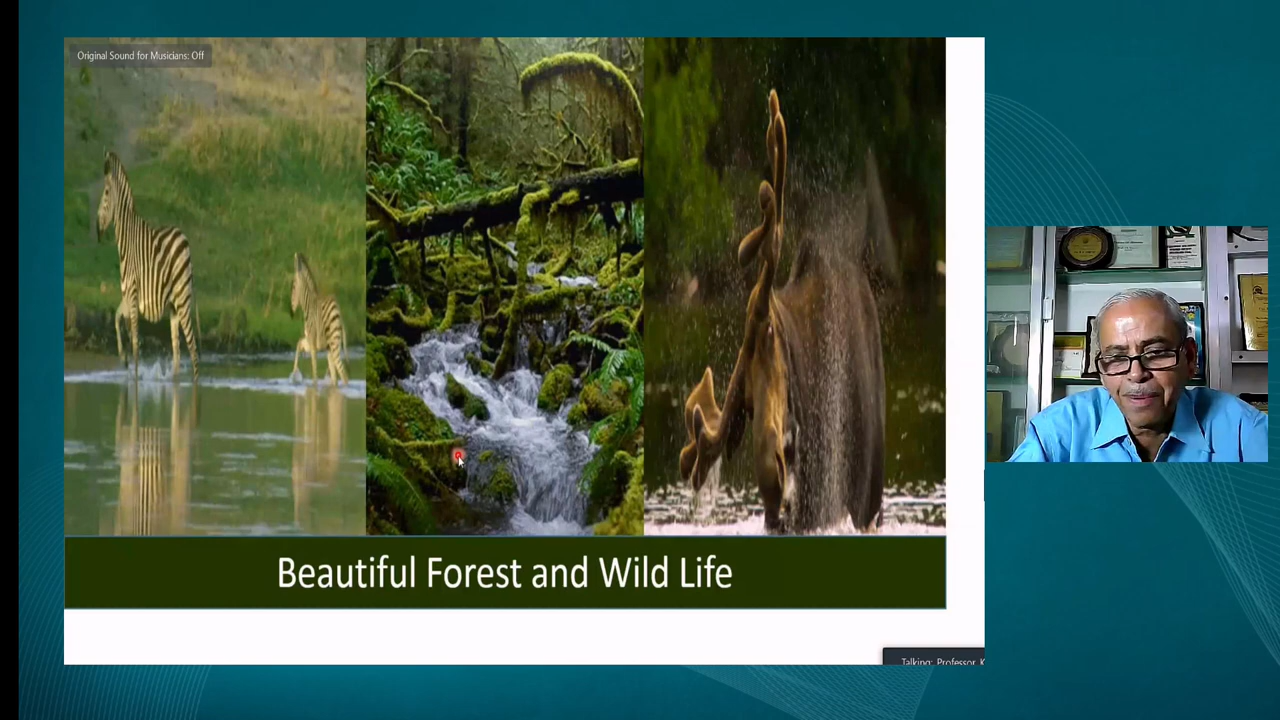 Original Sound for Musicians: Off
Beautiful Forest and Wild Life
Talking: Professor K